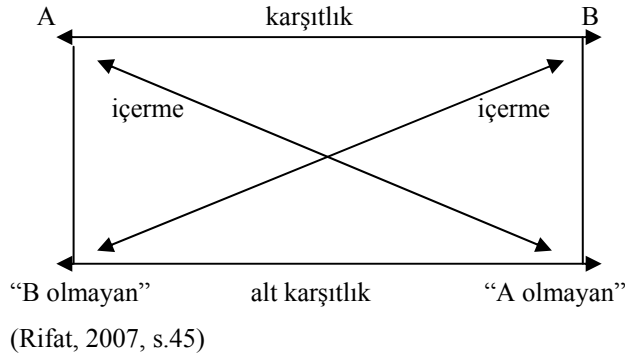 A karşıtlık B
içerme içerme
“B olmayan” alt karşıtlık “A olmayan”
(Rifat, 2007, s.45)